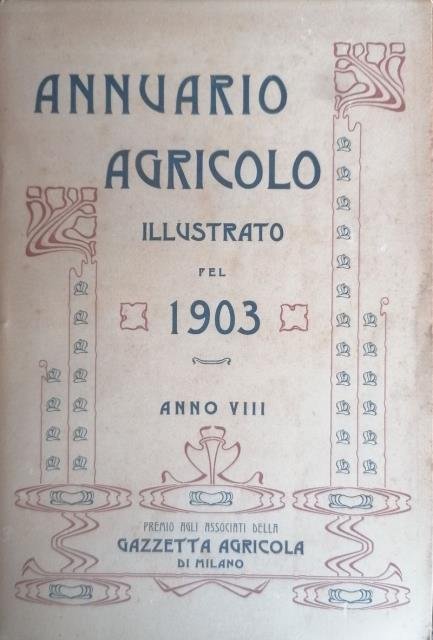 ANNUARIO
AGRICOLO
ILLUSTRATO
PEL
1903
ANNO VIII
PREMIO AGLI ASSOCIATI DELLA
GAZZETTA AGRICOLA
DI MILANO